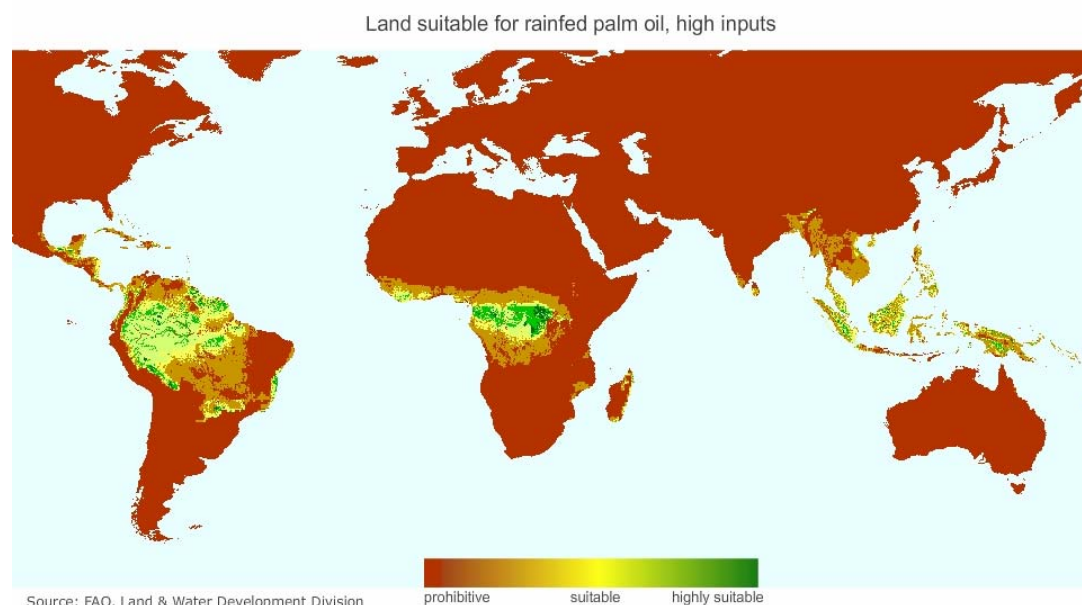 Land suitable for rainfed palm oil, high inputs
prohibitive suitable highly suitable
Source: FAO, Land & Water Development Division